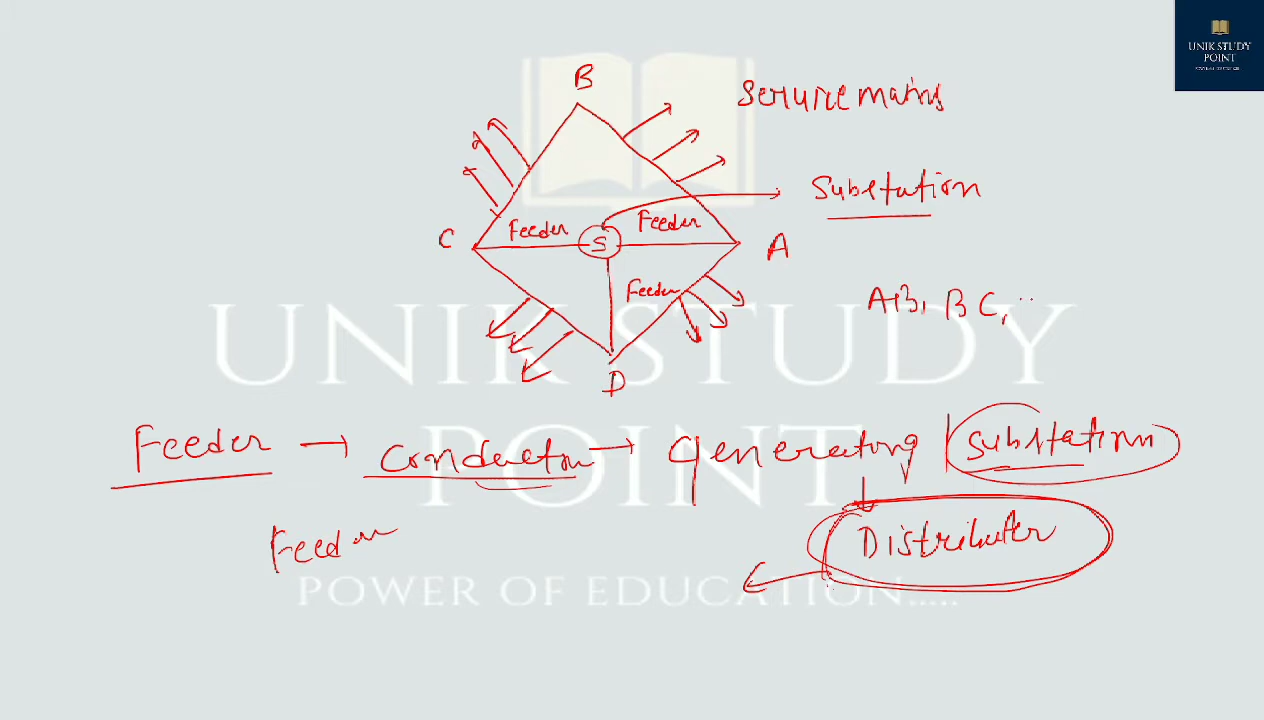 UNIK STUDY
POINT
B
Service mains
Substation
Feeder
Feeder
C
S
A
Feeder
AB, BC, ..
D
UNIK STUDY
POINT
Feeder → Conductor → Generating | Substation
Distributer
Feeder
POWER OF EDUCATION.....